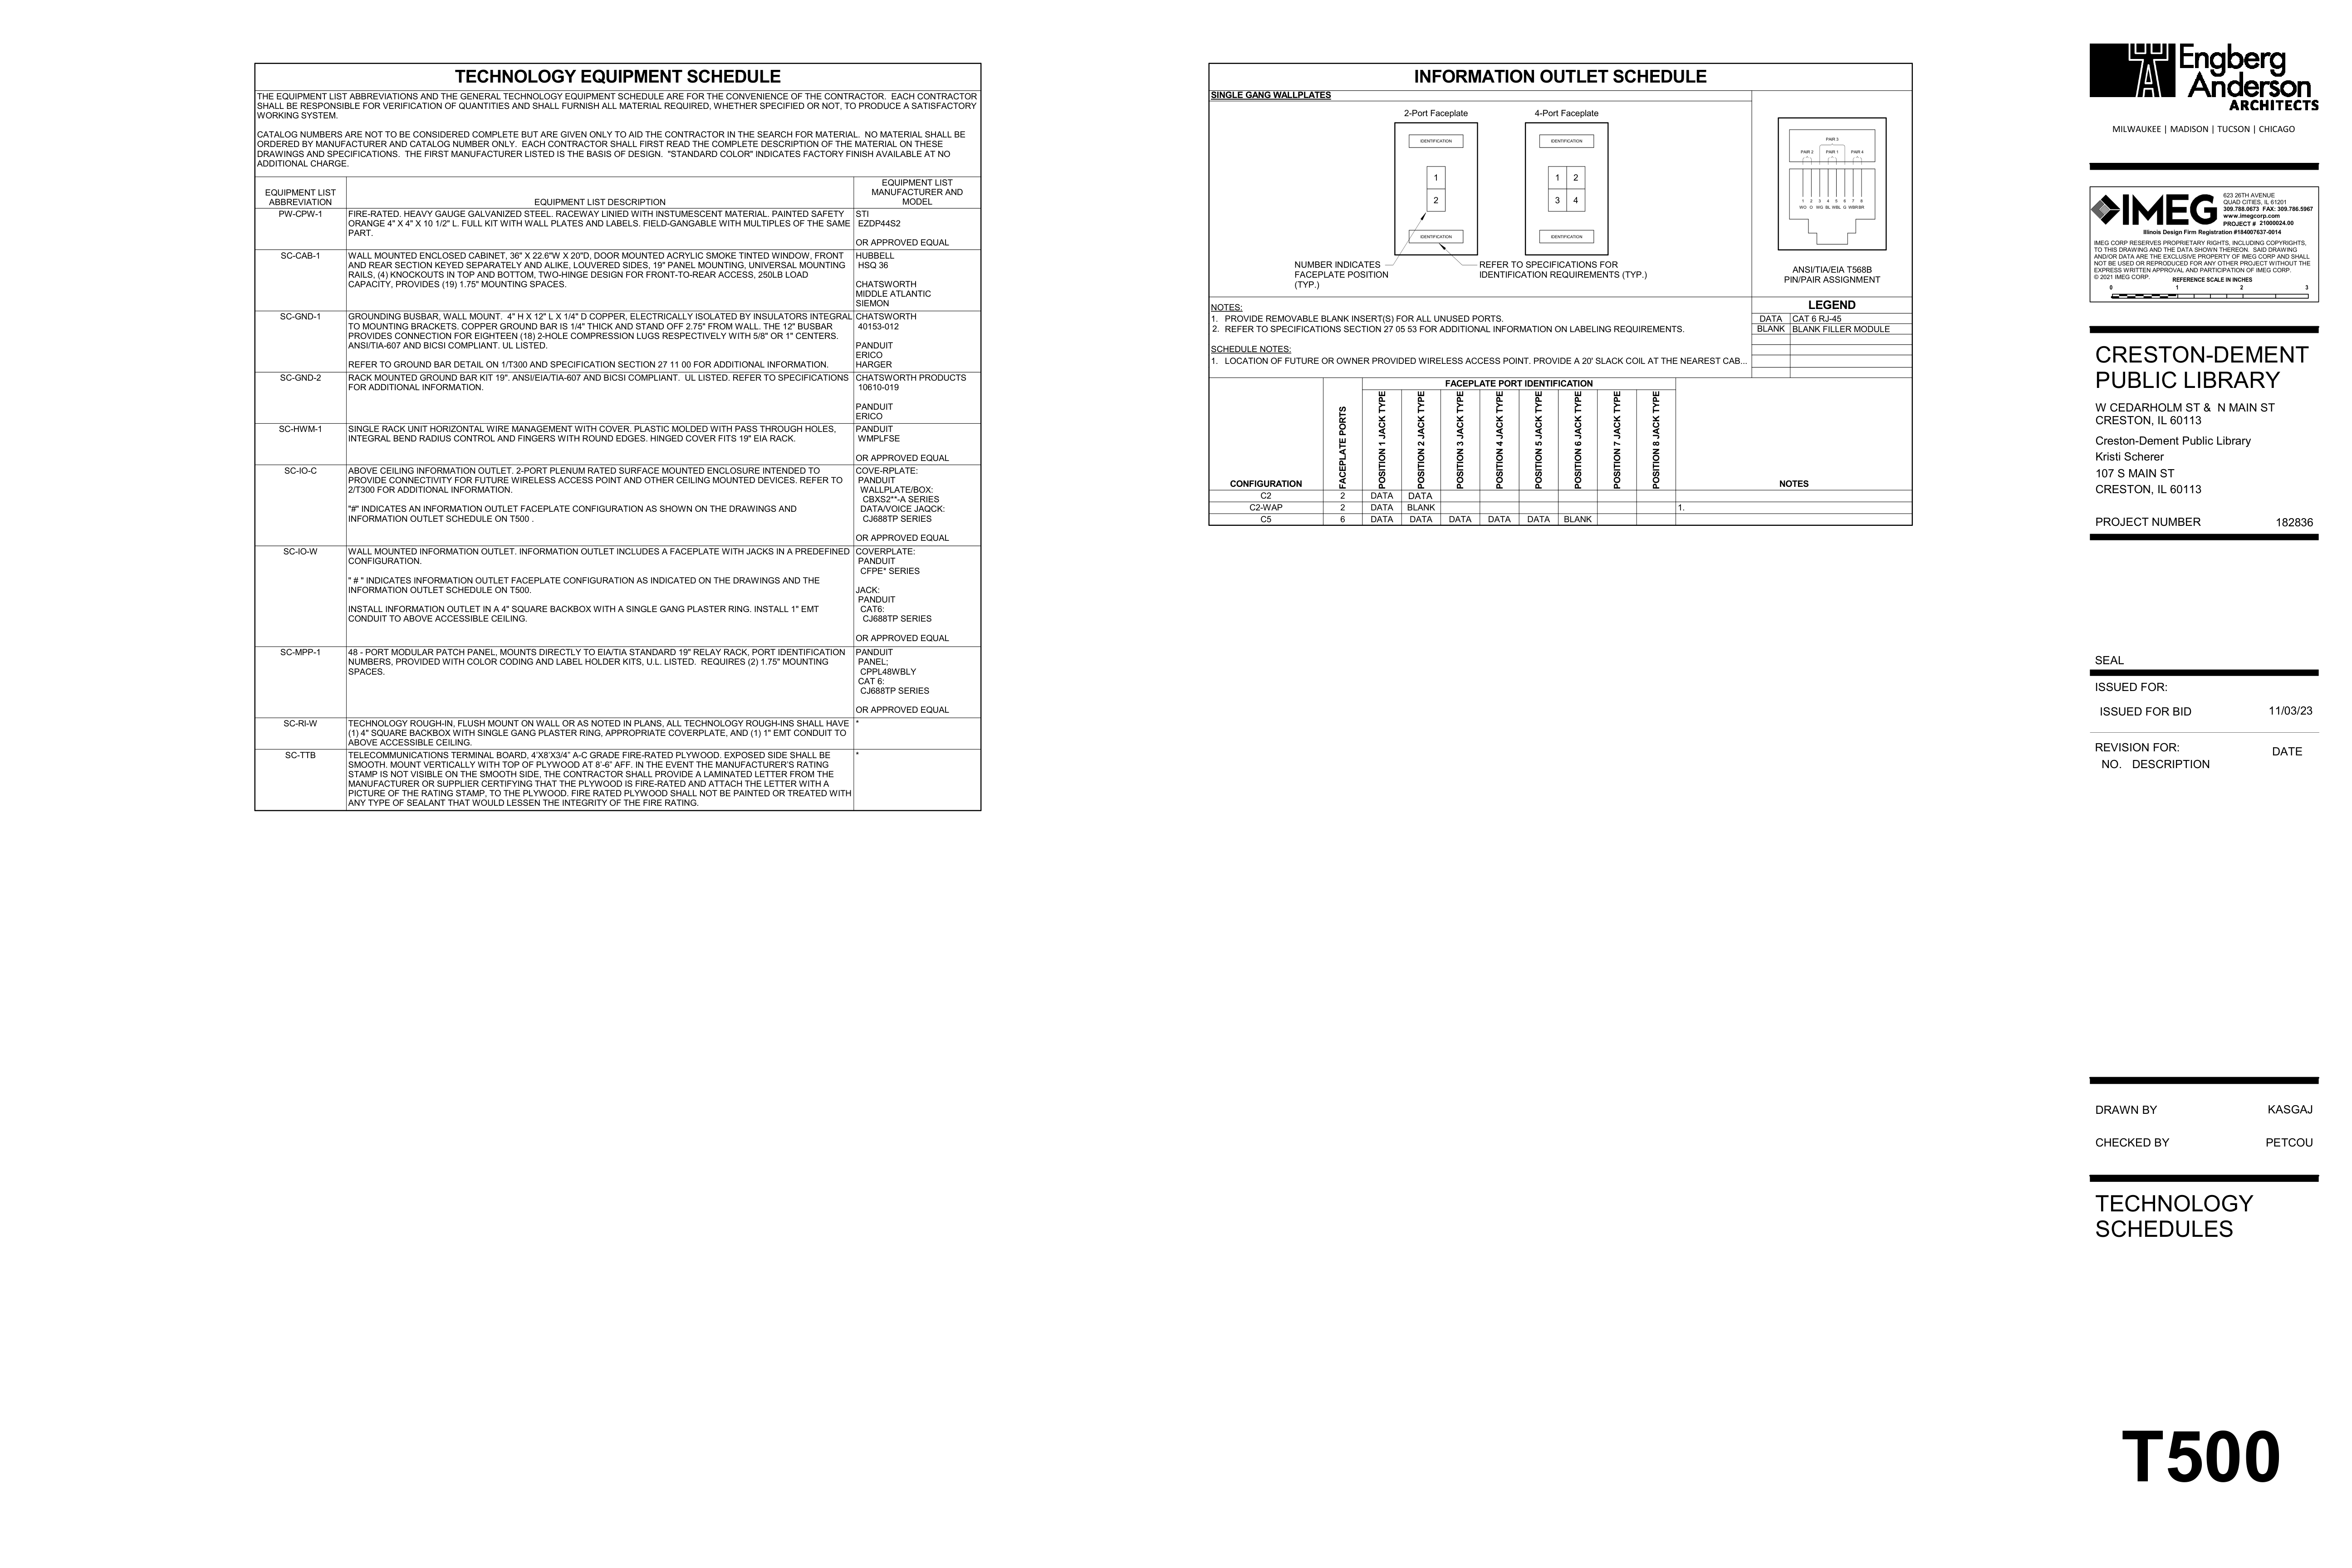 TECHNOLOGY EQUIPMENT SCHEDULE
THE EQUIPMENT LIST ABBREVIATIONS AND THE GENERAL TECHNOLOGY EQUIPMENT SCHEDULE ARE FOR THE CONVENIENCE OF THE CONTRACTOR. EACH CONTRACTOR
SHALL BE RESPONSIBLE FOR VERIFICATION OF QUANTITIES AND SHALL FURNISH ALL MATERIAL REQUIRED, WHETHER SPECIFIED OR NOT, TO PRODUCE A SATISFACTORY
WORKING SYSTEM.
CATALOG NUMBERS ARE NOT TO BE CONSIDERED COMPLETE BUT ARE GIVEN ONLY TO AID THE CONTRACTOR IN THE SEARCH FOR MATERIAL. NO MATERIAL SHALL BE
ORDERED BY MANUFACTURER AND CATALOG NUMBER ONLY. EACH CONTRACTOR SHALL FIRST READ THE COMPLETE DESCRIPTION OF THE MATERIAL ON THESE
DRAWINGS AND SPECIFICATIONS. THE FIRST MANUFACTURER LISTED IS THE BASIS OF DESIGN. "STANDARD COLOR" INDICATES FACTORY FINISH AVAILABLE AT NO
ADDITIONAL CHARGE.
EQUIPMENT LIST
ABBREVIATION
EQUIPMENT LIST DESCRIPTION
EQUIPMENT LIST
MANUFACTURER AND
MODEL
PW-CPW-1
FIRE-RATED. HEAVY GAUGE GALVANIZED STEEL. RACEWAY LINIED WITH INSTUMESCENT MATERIAL. PAINTED SAFETY
ORANGE 4" X 4" X 10 1/2" L. FULL KIT WITH WALL PLATES AND LABELS. FIELD-GANGABLE WITH MULTIPLES OF THE SAME
PART.
STI
EZDP44S2
OR APPROVED EQUAL
SC-CAB-1
WALL MOUNTED ENCLOSED CABINET, 36" X 22.6"W X 20"D, DOOR MOUNTED ACRYLIC SMOKE TINTED WINDOW, FRONT
AND REAR SECTION KEYED SEPARATELY AND ALIKE, LOUVERED SIDES, 19" PANEL MOUNTING, UNIVERSAL MOUNTING
RAILS, (4) KNOCKOUTS IN TOP AND BOTTOM, TWO-HINGE DESIGN FOR FRONT-TO-REAR ACCESS, 250LB LOAD
CAPACITY, PROVIDES (19) 1.75" MOUNTING SPACES.
HUBBELL
HSQ 36
CHATSWORTH
MIDDLE ATLANTIC
SIEMON
SC-GND-1
GROUNDING BUSBAR, WALL MOUNT. 4" H X 12" L X 1/4" D COPPER, ELECTRICALLY ISOLATED BY INSULATORS INTEGRAL
TO MOUNTING BRACKETS. COPPER GROUND BAR IS 1/4" THICK AND STAND OFF 2.75" FROM WALL. THE 12" BUSBAR
PROVIDES CONNECTION FOR EIGHTEEN (18) 2-HOLE COMPRESSION LUGS RESPECTIVELY WITH 5/8" OR 1" CENTERS.
ANSI/TIA-607 AND BICSI COMPLIANT. UL LISTED.
REFER TO GROUND BAR DETAIL ON 1/T300 AND SPECIFICATION SECTION 27 11 00 FOR ADDITIONAL INFORMATION.
CHATSWORTH
40153-012
PANDUIT
ERICO
HARGER
SC-GND-2
RACK MOUNTED GROUND BAR KIT 19". ANSI/EIA/TIA-607 AND BICSI COMPLIANT. UL LISTED. REFER TO SPECIFICATIONS
FOR ADDITIONAL INFORMATION.
CHATSWORTH PRODUCTS
10610-019
PANDUIT
ERICO
SC-HWM-1
SINGLE RACK UNIT HORIZONTAL WIRE MANAGEMENT WITH COVER. PLASTIC MOLDED WITH PASS THROUGH HOLES,
INTEGRAL BEND RADIUS CONTROL AND FINGERS WITH ROUND EDGES. HINGED COVER FITS 19" EIA RACK.
PANDUIT
WMPLFSE
OR APPROVED EQUAL
SC-IO-C
ABOVE CEILING INFORMATION OUTLET. 2-PORT PLENUM RATED SURFACE MOUNTED ENCLOSURE INTENDED TO
PROVIDE CONNECTIVITY FOR FUTURE WIRELESS ACCESS POINT AND OTHER CEILING MOUNTED DEVICES. REFER TO
2/T300 FOR ADDITIONAL INFORMATION.
"#" INDICATES AN INFORMATION OUTLET FACEPLATE CONFIGURATION AS SHOWN ON THE DRAWINGS AND
INFORMATION OUTLET SCHEDULE ON T500 .
COVE-RPLATE:
PANDUIT
WALLPLATE/BOX:
CBXS2**-A SERIES
DATA/VOICE JAQCK:
CJ688TP SERIES
OR APPROVED EQUAL
SC-IO-W
WALL MOUNTED INFORMATION OUTLET. INFORMATION OUTLET INCLUDES A FACEPLATE WITH JACKS IN A PREDEFINED
CONFIGURATION.
" # " INDICATES INFORMATION OUTLET FACEPLATE CONFIGURATION AS INDICATED ON THE DRAWINGS AND THE
INFORMATION OUTLET SCHEDULE ON T500.
INSTALL INFORMATION OUTLET IN A 4" SQUARE BACKBOX WITH A SINGLE GANG PLASTER RING. INSTALL 1" EMT
CONDUIT TO ABOVE ACCESSIBLE CEILING.
COVERPLATE:
PANDUIT
CFPE* SERIES
JACK:
PANDUIT
CAT6:
CJ688TP SERIES
OR APPROVED EQUAL
SC-MPP-1
48 - PORT MODULAR PATCH PANEL, MOUNTS DIRECTLY TO EIA/TIA STANDARD 19" RELAY RACK, PORT IDENTIFICATION
NUMBERS, PROVIDED WITH COLOR CODING AND LABEL HOLDER KITS, U.L. LISTED. REQUIRES (2) 1.75" MOUNTING
SPACES.
PANDUIT
PANEL;
CPPL48WBLY
CAT 6:
CJ688TP SERIES
OR APPROVED EQUAL
SC-RI-W
TECHNOLOGY ROUGH-IN, FLUSH MOUNT ON WALL OR AS NOTED IN PLANS, ALL TECHNOLOGY ROUGH-INS SHALL HAVE
(1) 4" SQUARE BACKBOX WITH SINGLE GANG PLASTER RING, APPROPRIATE COVERPLATE, AND (1) 1" EMT CONDUIT TO
ABOVE ACCESSIBLE CEILING.
*
SC-TTB
TELECOMMUNICATIONS TERMINAL BOARD, 4'X8'X3/4" A-C GRADE FIRE-RATED PLYWOOD. EXPOSED SIDE SHALL BE
SMOOTH. MOUNT VERTICALLY WITH TOP OF PLYWOOD AT 8'-6" AFF. IN THE EVENT THE MANUFACTURER'S RATING
STAMP IS NOT VISIBLE ON THE SMOOTH SIDE, THE CONTRACTOR SHALL PROVIDE A LAMINATED LETTER FROM THE
MANUFACTURER OR SUPPLIER CERTIFYING THAT THE PLYWOOD IS FIRE-RATED AND ATTACH THE LETTER WITH A
PICTURE OF THE RATING STAMP, TO THE PLYWOOD. FIRE RATED PLYWOOD SHALL NOT BE PAINTED OR TREATED WITH
ANY TYPE OF SEALANT THAT WOULD LESSEN THE INTEGRITY OF THE FIRE RATING.
*
INFORMATION OUTLET SCHEDULE
SINGLE GANG WALLPLATES
2-Port Faceplate
IDENTIFICATION
1
2
IDENTIFICATION
4-Port Faceplate
IDENTIFICATION
1 2
3 4
IDENTIFICATION
NUMBER INDICATES
FACEPLATE POSITION
(TYP.)
REFER TO SPECIFICATIONS FOR
IDENTIFICATION REQUIREMENTS (TYP.)
PAIR 3
PAIR 2 PAIR 1 PAIR 4
1 2 3 4 5 6 7 8
WO O WG BL WBL G WBR BR
ANSI/TIA/EIA T568B
PIN/PAIR ASSIGNMENT
NOTES:
1. PROVIDE REMOVABLE BLANK INSERT(S) FOR ALL UNUSED PORTS.
2. REFER TO SPECIFICATIONS SECTION 27 05 53 FOR ADDITIONAL INFORMATION ON LABELING REQUIREMENTS.
SCHEDULE NOTES:
1. LOCATION OF FUTURE OR OWNER PROVIDED WIRELESS ACCESS POINT. PROVIDE A 20' SLACK COIL AT THE NEAREST CAB...
LEGEND
DATA CAT 6 RJ-45
BLANK BLANK FILLER MODULE
FACEPLATE PORT IDENTIFICATION
CONFIGURATION
FACEPLATE PORTS
POSITION 1 JACK TYPE
POSITION 2 JACK TYPE
POSITION 3 JACK TYPE
POSITION 4 JACK TYPE
POSITION 5 JACK TYPE
POSITION 6 JACK TYPE
POSITION 7 JACK TYPE
POSITION 8 JACK TYPE
NOTES
C2 2 DATA DATA
C2-WAP 2 DATA BLANK 1.
C5 6 DATA DATA DATA DATA DATA BLANK
Engberg
Anderson
ARCHITECTS
MILWAUKEE | MADISON | TUCSON | CHICAGO
IMEG
623 26TH AVENUE
QUAD CITIES, IL 61201
309.788.0673 FAX: 309.786.5967
www.imegcorp.com
PROJECT # 21000024.00
Illinois Design Firm Registration #184007637-0014
IMEG CORP RESERVES PROPRIETARY RIGHTS, INCLUDING COPYRIGHTS,
TO THIS DRAWING AND THE DATA SHOWN THEREON. SAID DRAWING
AND/OR DATA ARE THE EXCLUSIVE PROPERTY OF IMEG CORP AND SHALL
NOT BE USED OR REPRODUCED FOR ANY OTHER PROJECT WITHOUT THE
EXPRESS WRITTEN APPROVAL AND PARTICIPATION OF IMEG CORP.
© 2021 IMEG CORP.
REFERENCE SCALE IN INCHES
0 1 2 3
CRESTON-DEMENT
PUBLIC LIBRARY
W CEDARHOLM ST & N MAIN ST
CRESTON, IL 60113
Creston-Dement Public Library
Kristi Scherer
107 S MAIN ST
CRESTON, IL 60113
PROJECT NUMBER 182836
SEAL
ISSUED FOR:
ISSUED FOR BID 11/03/23
REVISION FOR:
NO. DESCRIPTION DATE
DRAWN BY KASGAJ
CHECKED BY PETCOU
TECHNOLOGY
SCHEDULES
T500